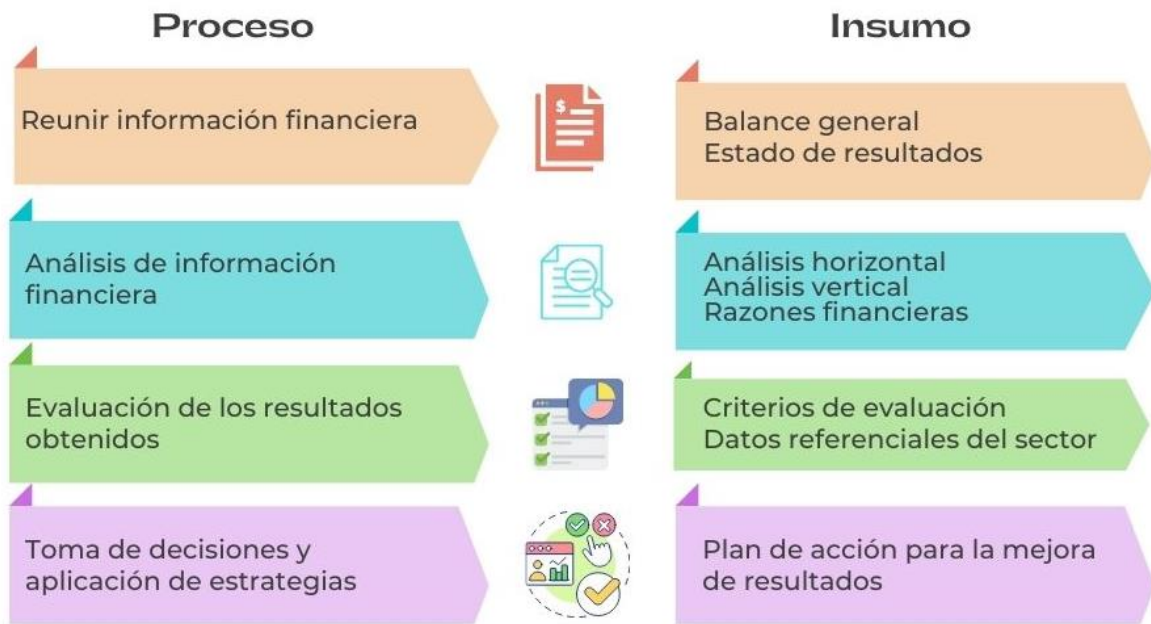 Proceso
Insumo
Reunir información financiera
$
Balance general
Estado de resultados
Análisis de información
financiera
Análisis horizontal
Análisis vertical
Razones financieras
Evaluación de los resultados
obtenidos
Criterios de evaluación
Datos referenciales del sector
Toma de decisiones y
aplicación de estrategias
Plan de acción para la mejora
de resultados